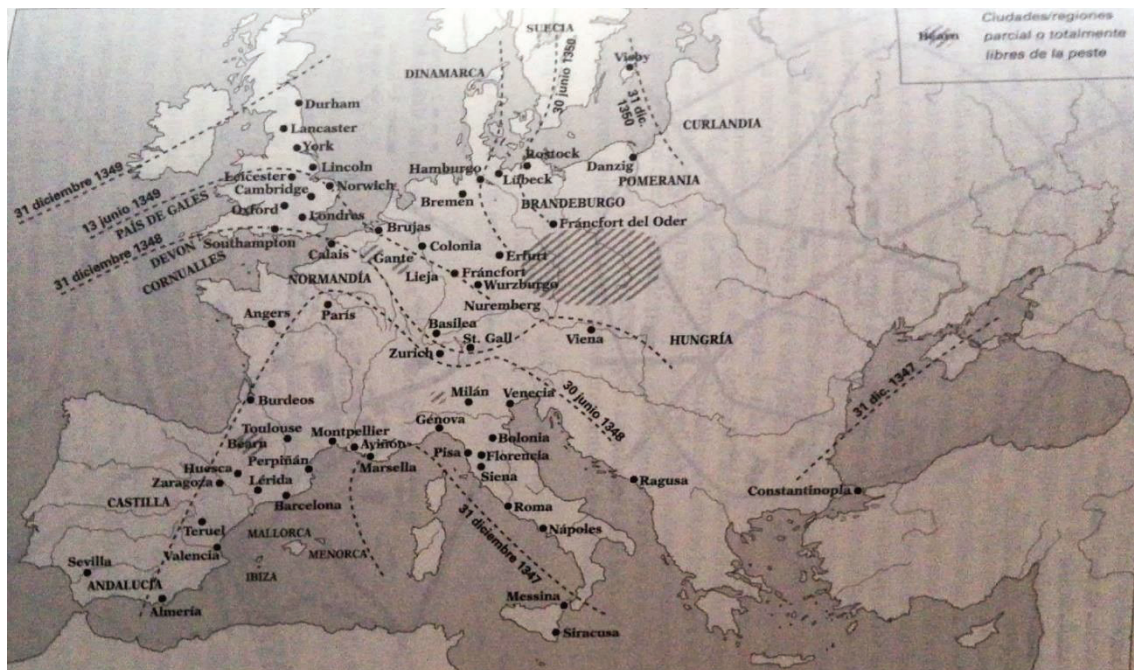 Ciudades/regiones
Béarn parcial o totalmente
libres de la peste
SUECIA
30 junio 1350
Visby
DINAMARCA
31 dic.
1350
CURLANDIA
Durham
Lancaster
York
Lincoln
Leicester
Cambridge
Norwich
Oxford
Londres
Southampton
31 diciembre 1349
13 junio 1349
PAÍS DE GALES
31 diciembre 1348
DEVON
CORNUALLES
Hamburgo
Rostock
Lübeck
Danzig
POMERANIA
Bremen
BRANDEBURGO
Fráncfort del Oder
Brujas
Calais
Gante
Colonia
Erfurt
Lieja
Fráncfort
Wurzburgo
Nuremberg
NORMANDÍA
Angers
París
Basilea
St. Gall
Zurich
Viena
HUNGRÍA
Burdeos
Milán
Venecia
30 junio 1348
31 dic. 1347
Génova
Toulouse
Montpellier
Bearn
Aviñón
Bolonia
Pisa
Florencia
Huesca
Perpiñán
Marsella
Siena
Zaragoza
Lérida
Ragusa
Constantinopla
CASTILLA
Barcelona
Roma
31 diciembre 1347
Teruel
MALLORCA
Nápoles
Valencia
MENORCA
Sevilla
IBIZA
ANDALUCÍA
Almería
Messina
Siracusa